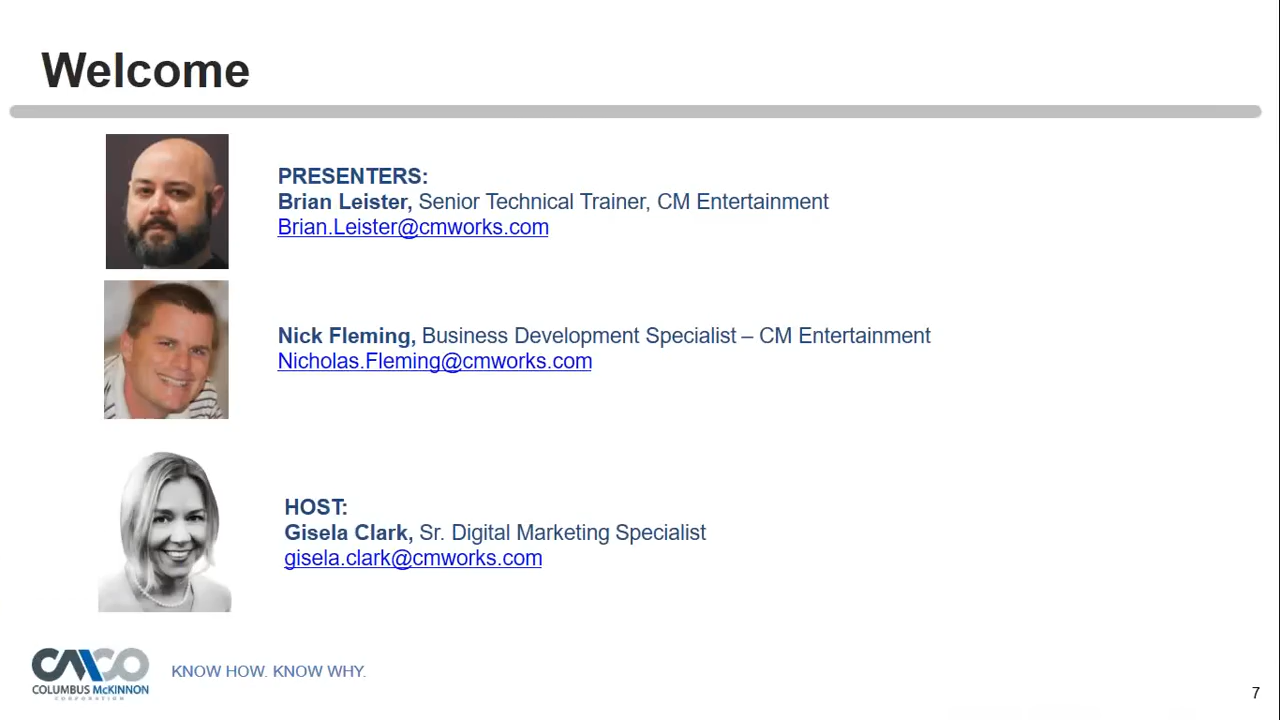 Welcome
PRESENTERS:
Brian Leister, Senior Technical Trainer, CM Entertainment
Brian.Leister@cmworks.com
Nick Fleming, Business Development Specialist – CM Entertainment
Nicholas.Fleming@cmworks.com
HOST:
Gisela Clark, Sr. Digital Marketing Specialist
gisela.clark@cmworks.com
CMCO
COLUMBUS McKINNON
CORPORATION
KNOW HOW. KNOW WHY.
7